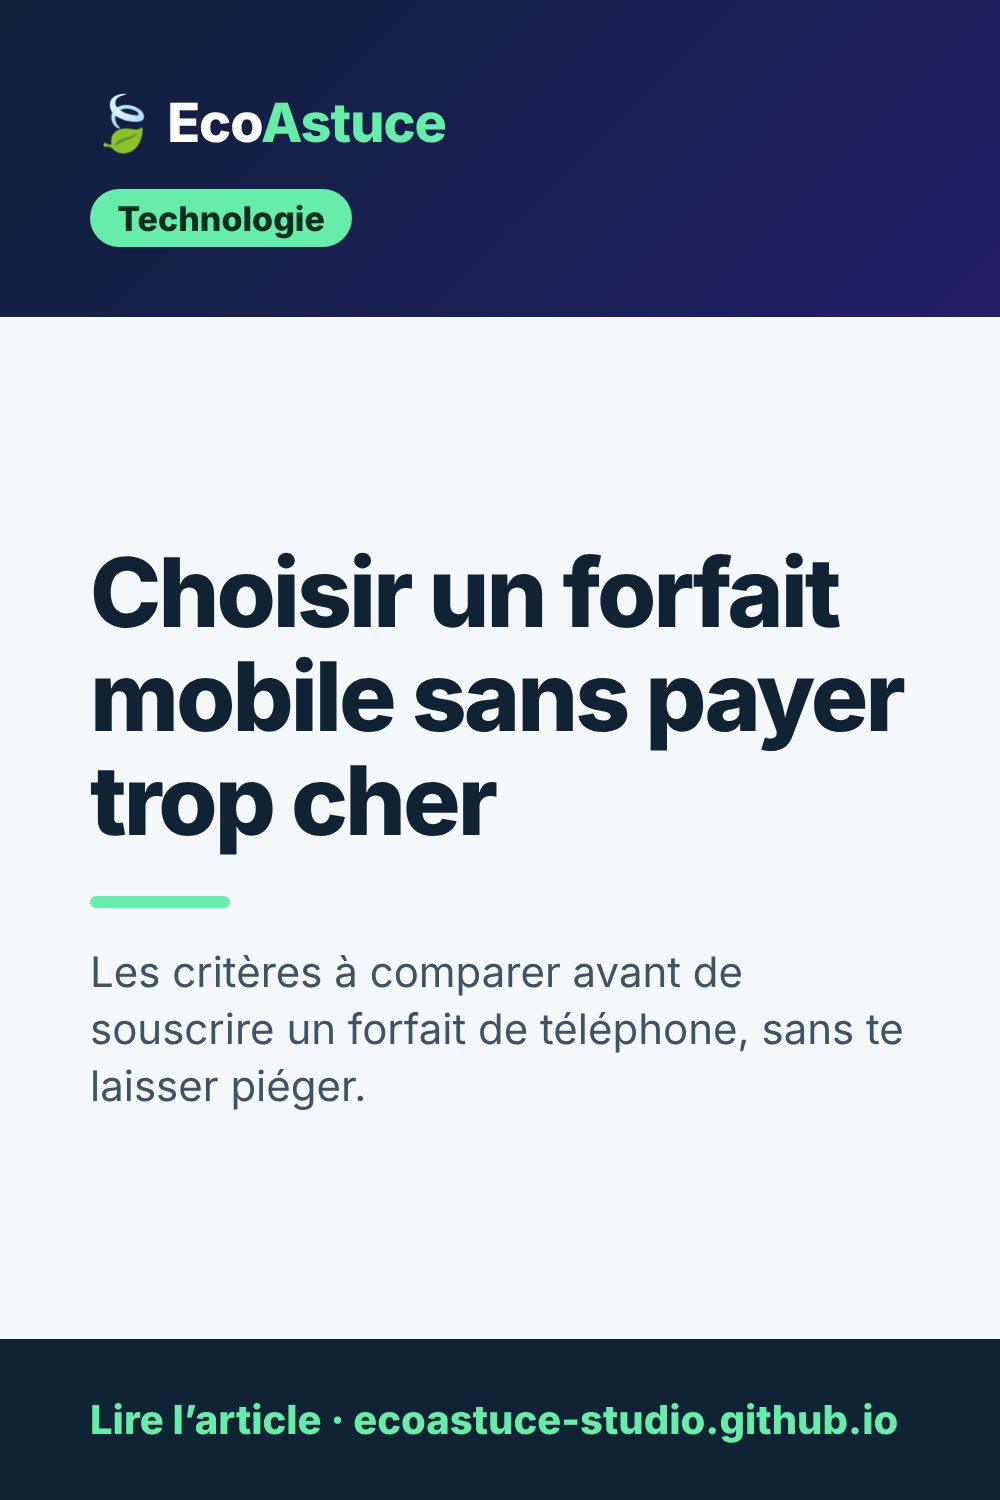 EcoAstuce
Technologie
Choisir un forfait
mobile sans payer
trop cher
Les critères à comparer avant de
souscrire un forfait de téléphone, sans te
laisser piéger.
Lire l’article · ecoastuce-studio.github.io